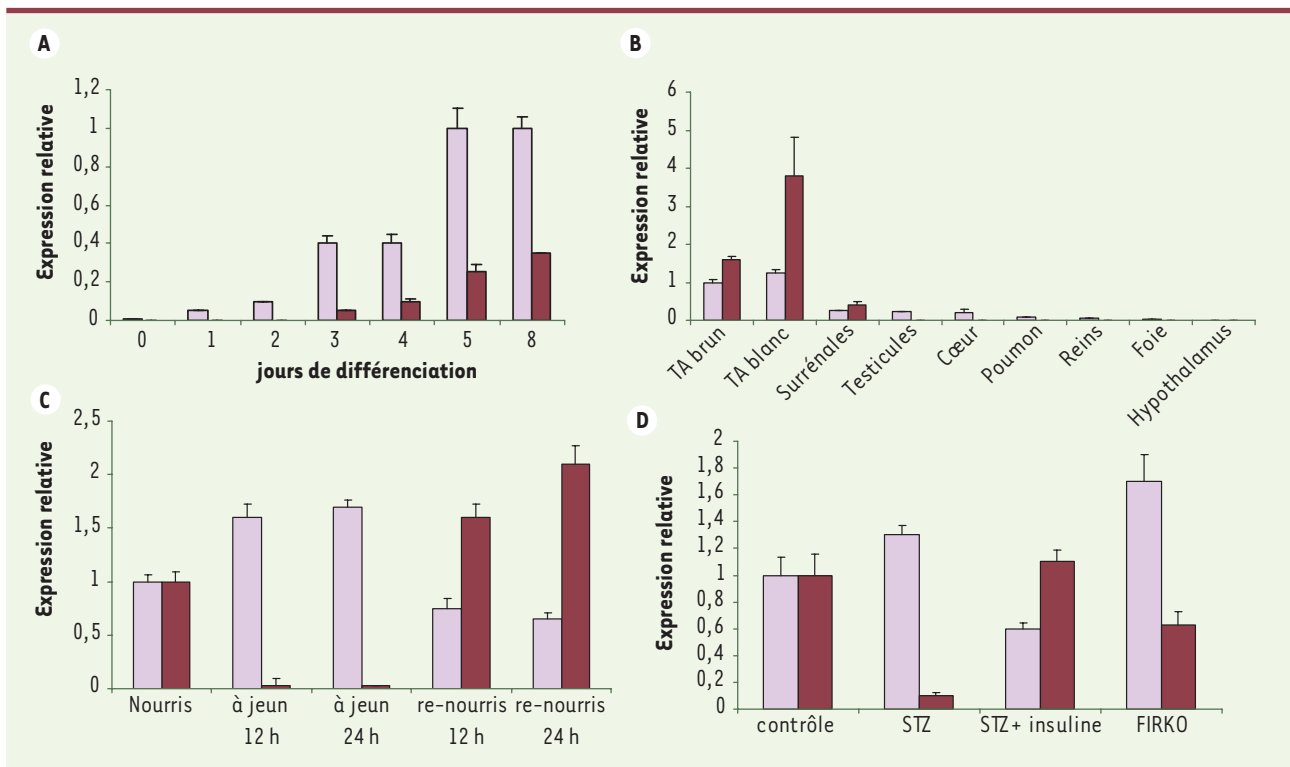 A
Expression relative
1,2
1
0,8
0,6
0,4
0,2
0
0 1 2 3 4 5 8
jours de différenciation
B
Expression relative
6
5
4
3
2
1
0
TA brun
TA blanc
Surrénales
Testicules
Cœur
Poumon
Reins
Foie
Hypothalamus
C
Expression relative
2,5
2
1,5
1
0,5
0
Nourris à jeun à jeun re-nourris re-nourris
12 h 24 h 12 h 24 h
D
Expression relative
2
1,8
1,6
1,4
1,2
1
0,8
0,6
0,4
0,2
0
contrôle STZ STZ + insuline FIRKO